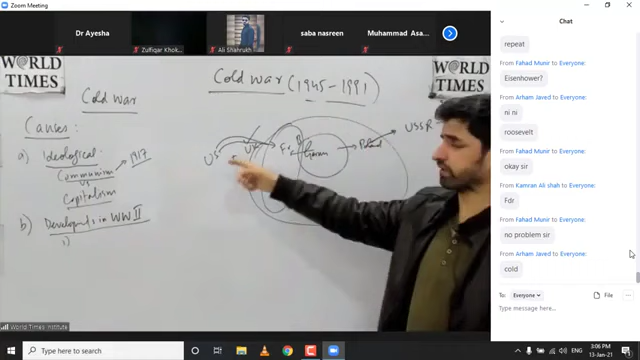 Zoom Meeting
Dr Ayesha
Zulfiqar Khok...
Ali Shahrukh
saba nasreen
Muhammad Asa...
WORLD
TIMES
Cold war (1945-1991)
WORLD
TIMES
Cold war
Causes:
a) Ideological
Communism → 1917
vs
Capitalism
b) Developments in WW II
i)
US
UK
Fr
Germ
USSR
World Times Institute
Chat
repeat
From Fahad Munir to Everyone:
Eisenhower?
From Arham Javed to Everyone:
ni ni
roosevelt
From Fahad Munir to Everyone:
okay sir
From Kamran Ali shah to Everyone:
Fdr
From Fahad Munir to Everyone:
no problem sir
From Arham Javed to Everyone:
cold
To: Everyone
File
Type message here...
Type here to search
3:06 PM
13-Jan-21